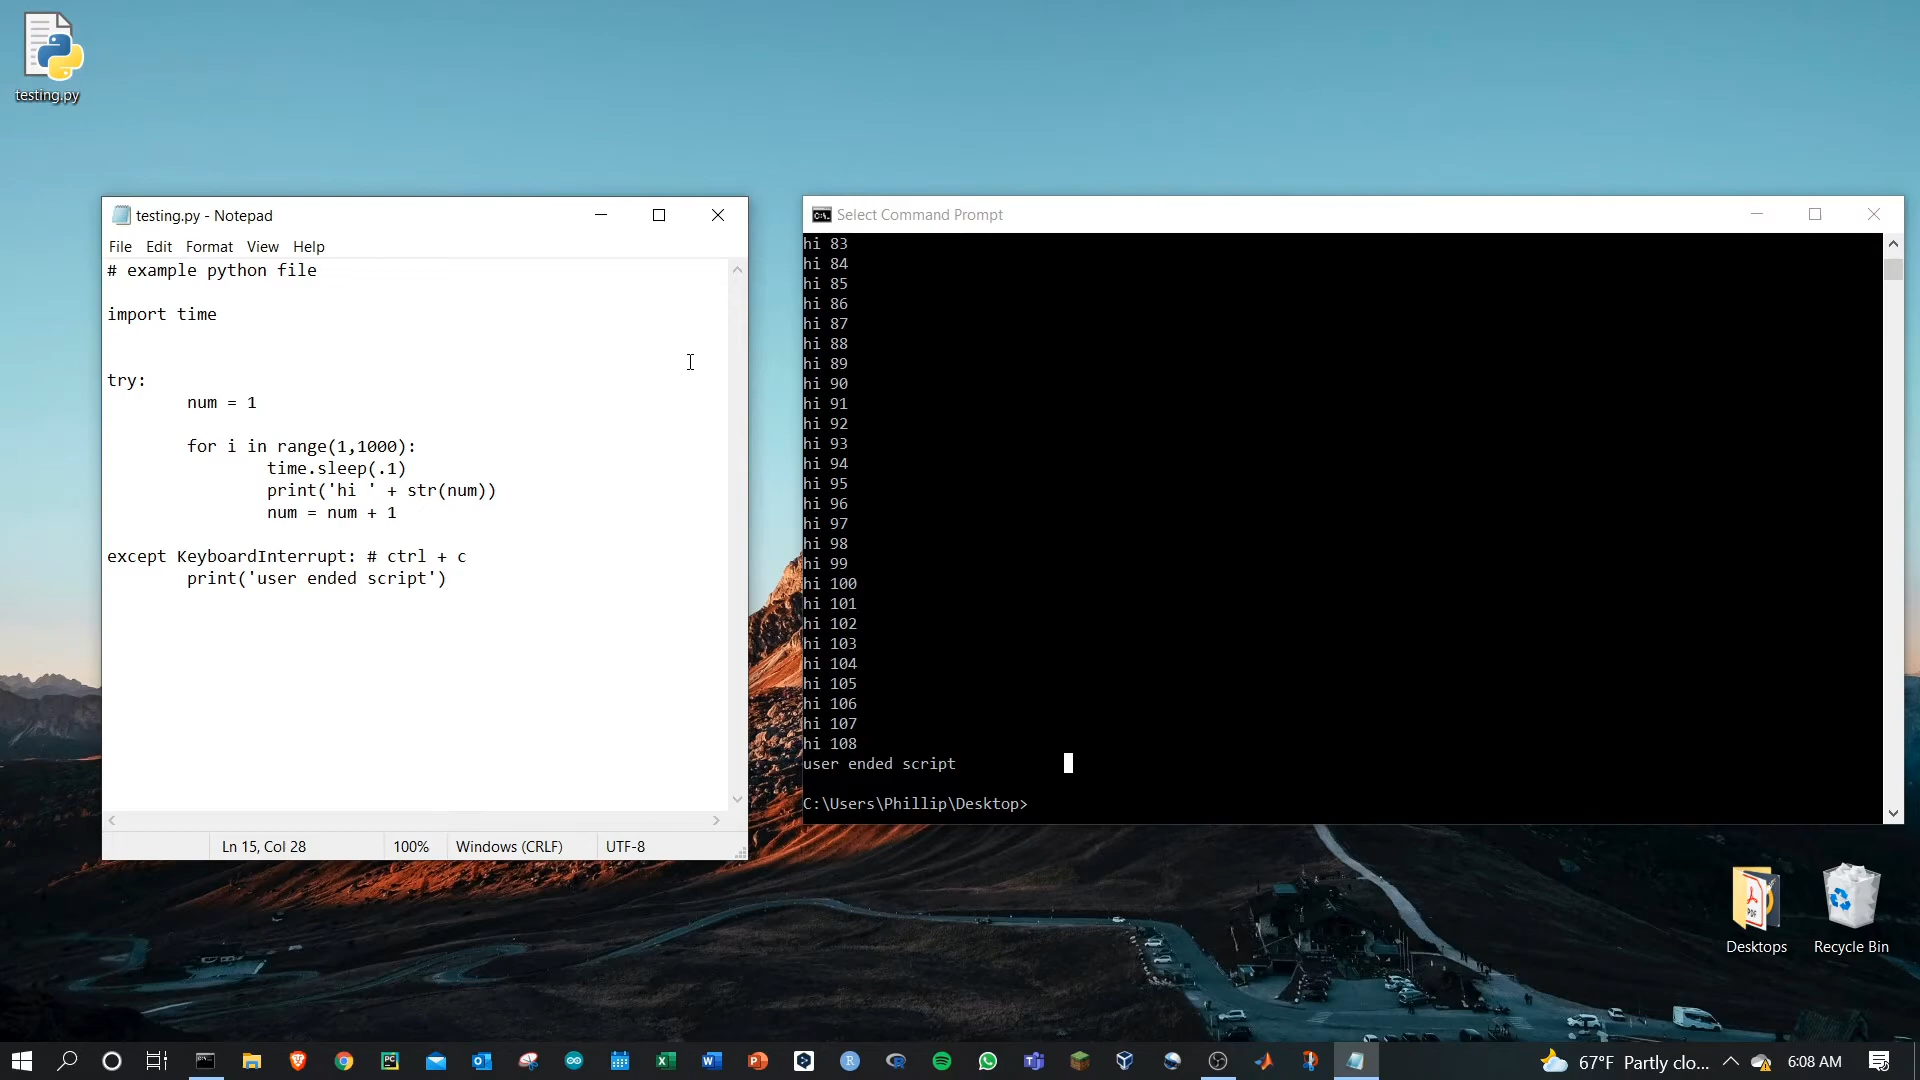 testing.py
testing.py - Notepad
File Edit Format View Help
# example python file
import time
try:
num = 1
for i in range(1,1000):
time.sleep(.1)
print('hi ' + str(num))
num = num + 1
except KeyboardInterrupt: # ctrl + c
print('user ended script')
Ln 15, Col 28
100%
Windows (CRLF)
UTF-8
Select Command Prompt
hi 83
hi 84
hi 85
hi 86
hi 87
hi 88
hi 89
hi 90
hi 91
hi 92
hi 93
hi 94
hi 95
hi 96
hi 97
hi 98
hi 99
hi 100
hi 101
hi 102
hi 103
hi 104
hi 105
hi 106
hi 107
hi 108
user ended script
C:\Users\Phillip\Desktop>
Desktops
Recycle Bin
67°F Partly clo...
6:08 AM